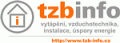 tzbinfo
vytápění, vzduchotechnika,
instalace, úspory energie
http://www.tzb-info.cz